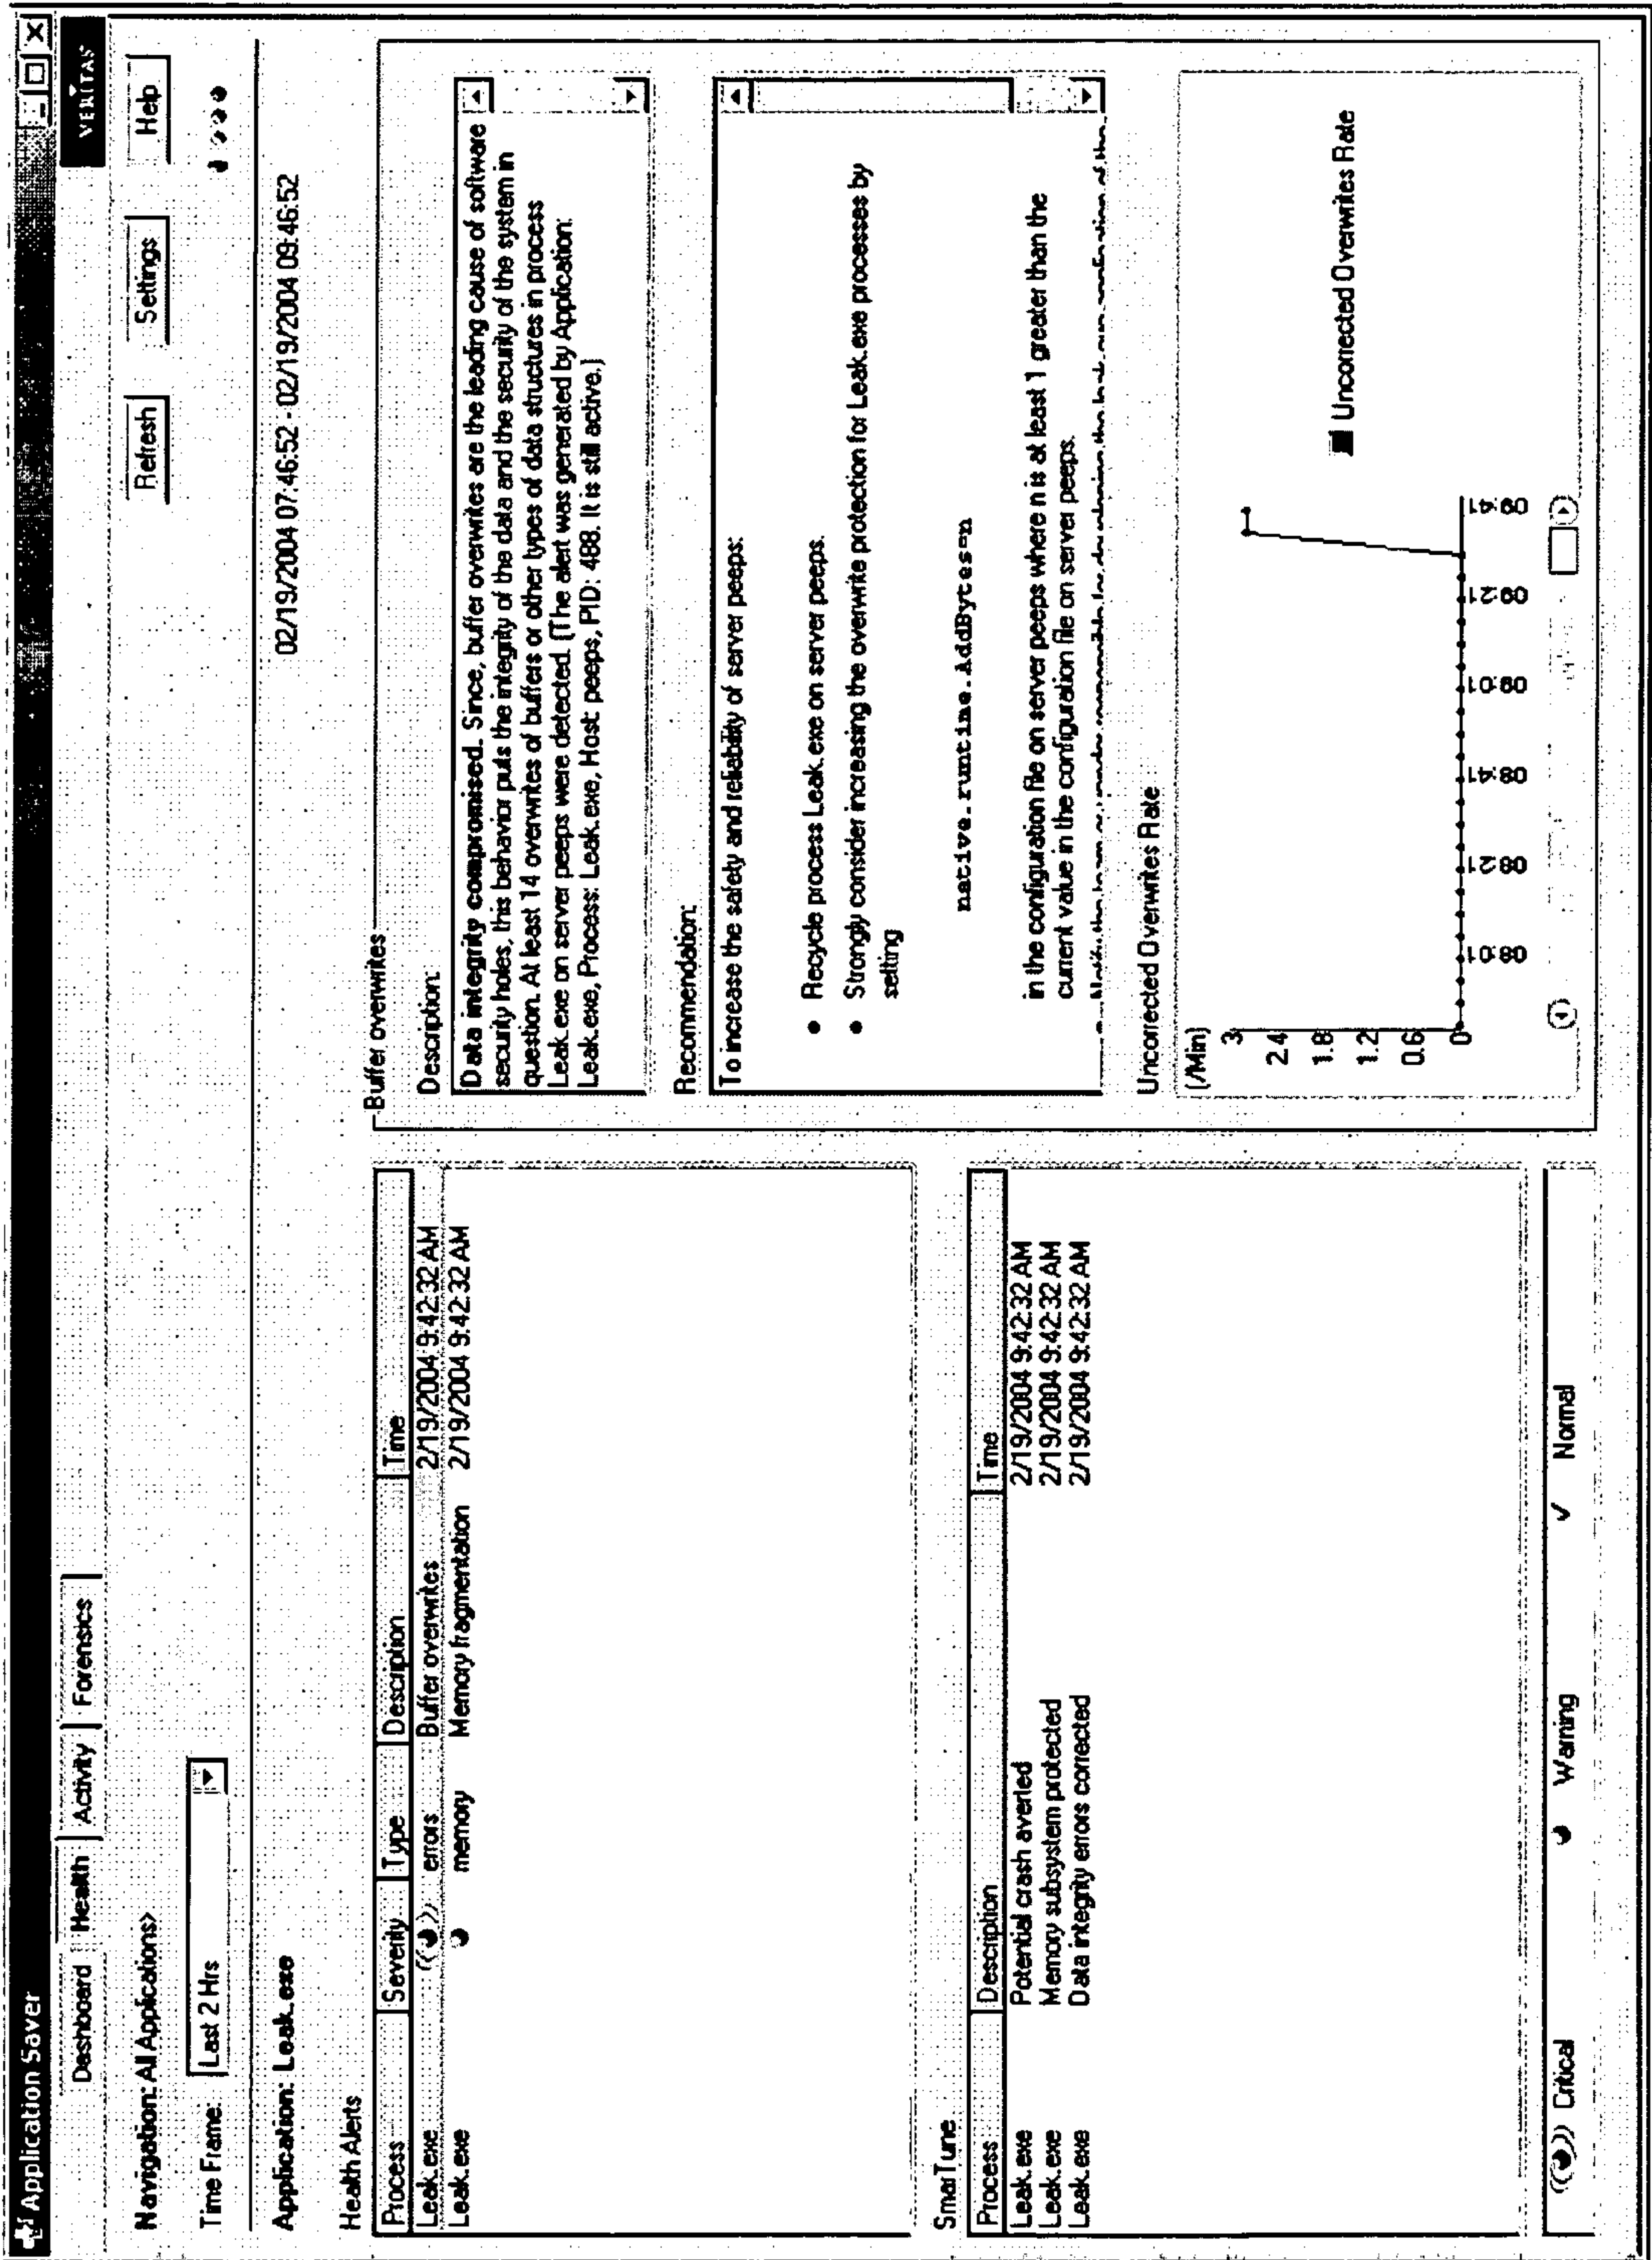 Application Saver
VERITAS
Dashboard Health Activity Forensics
Navigation: All Applications>
Refresh Settings Help
Time Frame: Last 2 Hrs
Application: Leak.exe
02/19/2004 07:46:52 - 02/19/2004 09:46:52
Health Alerts
Process Severity Type Description Time
Leak.exe errors Buffer overwrites 2/19/2004 9:42:32 AM
Leak.exe memory Memory fragmentation 2/19/2004 9:42:32 AM
SmarTune
Process Description Time
Leak.exe Potential crash averted 2/19/2004 9:42:32 AM
Leak.exe Memory subsystem protected 2/19/2004 9:42:32 AM
Leak.exe Data integrity errors corrected 2/19/2004 9:42:32 AM
Critical Warning Normal
Buffer overwrites
Description:
Data integrity compromised. Since, buffer overwrites are the leading cause of software
security holes, this behavior puts the integrity of the data and the security of the system in
question. At least 14 overwrites of buffers or other types of data structures in process
Leak.exe on server peeps were detected. (The alert was generated by Application:
Leak.exe, Process: Leak.exe, Host: peeps, PID: 488. It is still active.)
Recommendation:
To increase the safety and reliability of server peeps:
• Recycle process Leak.exe on server peeps.
• Strongly consider increasing the overwrite protection for Leak.exe processes by
setting
native.runtime.AddBytes=n
in the configuration file on server peeps where n is at least 1 greater than the
current value in the configuration file on server peeps.
Uncorrected Overwrites Rate
(/Min)
3
2.4
1.8
1.2
0.6
0
08:01 08:21 08:41 09:01 09:21 09:41
Uncorrected Overwrites Rate